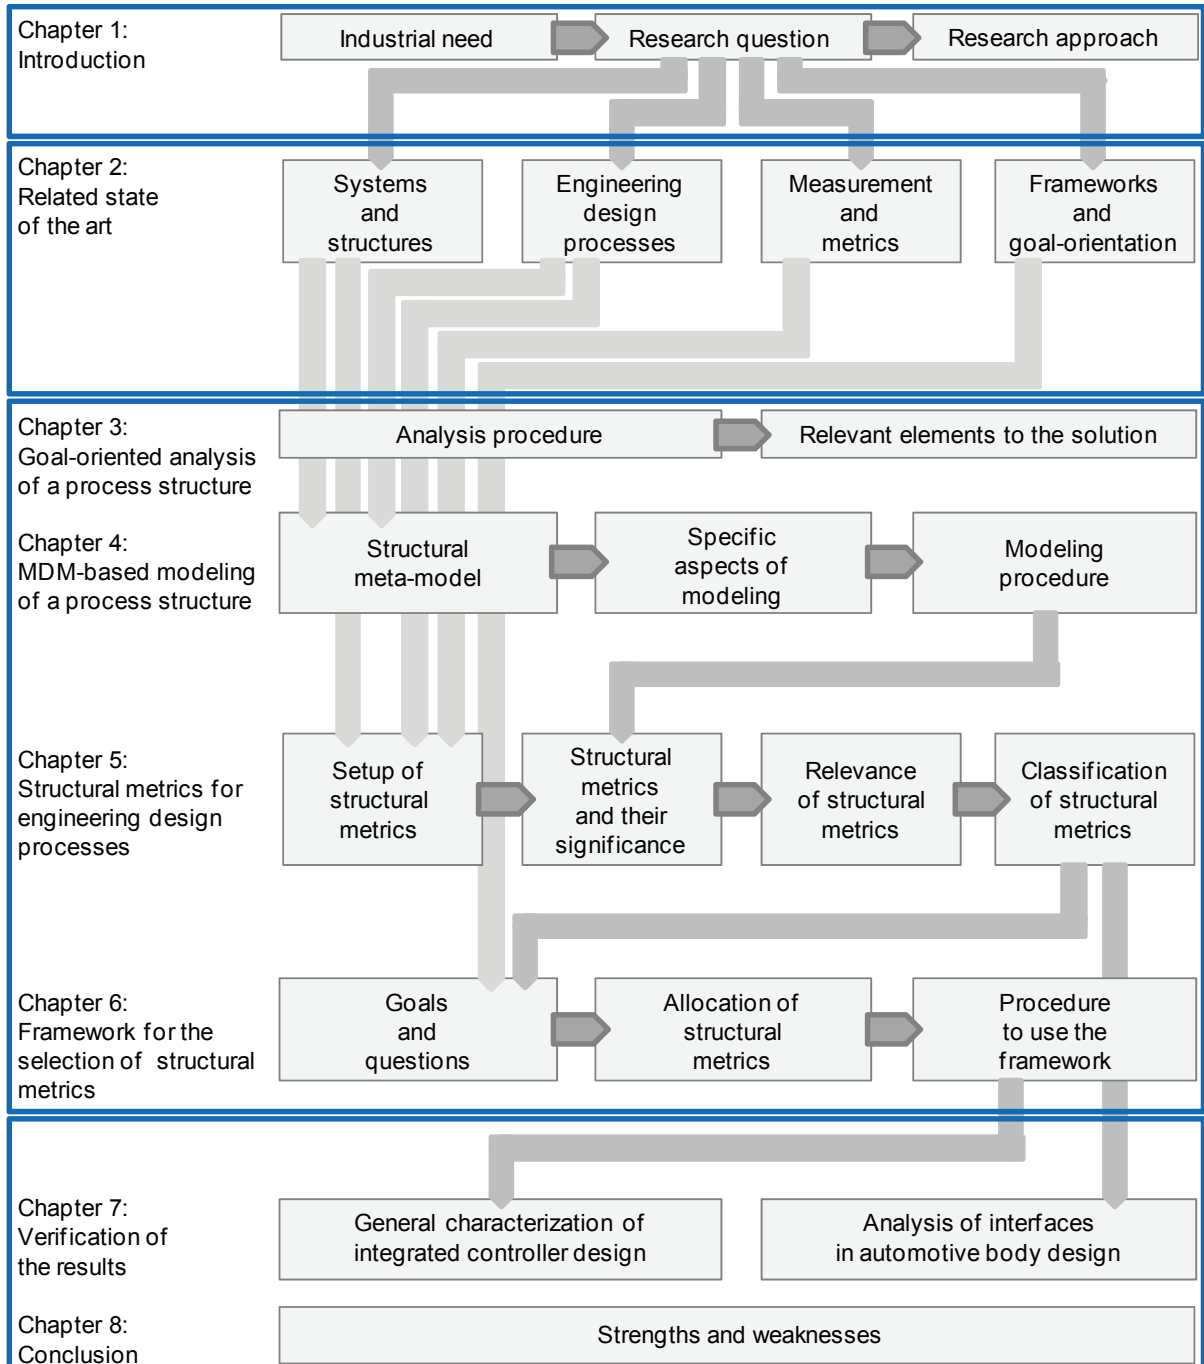 Chapter 1:
Introduction
Industrial need
Research question
Research approach
Chapter 2:
Related state
of the art
Systems
and
structures
Engineering
design
processes
Measurement
and
metrics
Frameworks
and
goal-orientation
Chapter 3:
Goal-oriented analysis
of a process structure
Analysis procedure
Relevant elements to the solution
Chapter 4:
MDM-based modeling
of a process structure
Structural
meta-model
Specific
aspects of
modeling
Modeling
procedure
Chapter 5:
Structural metrics for
engineering design
processes
Setup of
structural
metrics
Structural
metrics
and their
significance
Relevance
of structural
metrics
Classification
of structural
metrics
Chapter 6:
Framework for the
selection of structural
metrics
Goals
and
questions
Allocation of
structural
metrics
Procedure
to use the
framework
Chapter 7:
Verification of
the results
General characterization of
integrated controller design
Analysis of interfaces
in automotive body design
Chapter 8:
Conclusion
Strengths and weaknesses